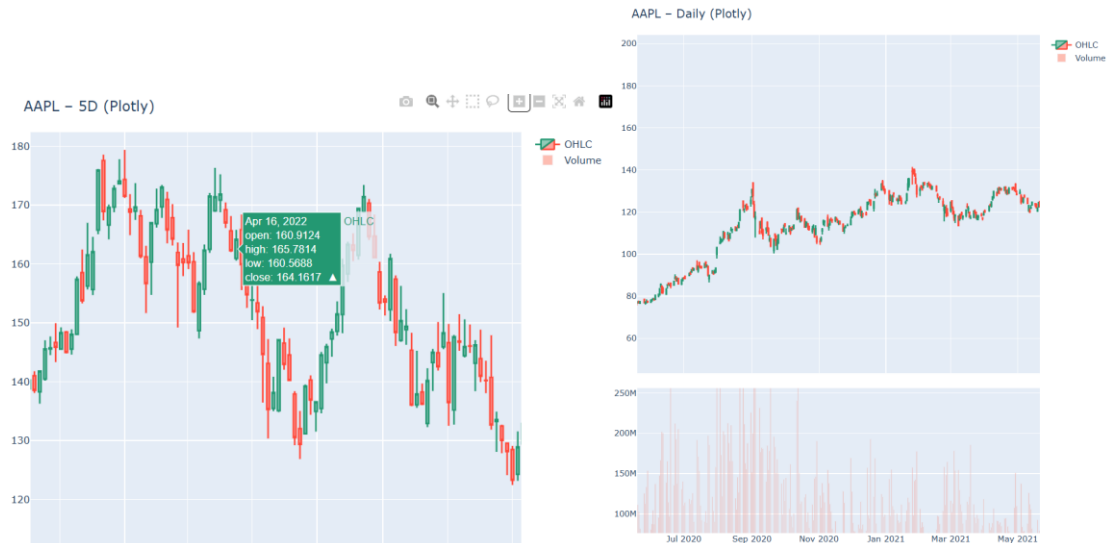 AAPL – 5D (Plotly)
180
170
160
150
140
130
120
OHLC
Volume
Apr 16, 2022
open: 160.9124
high: 165.7814
low: 160.5688
close: 164.1617 ▲
OHLC
AAPL – Daily (Plotly)
200
180
160
140
120
100
80
60
OHLC
Volume
250M
200M
150M
100M
Jul 2020
Sep 2020
Nov 2020
Jan 2021
Mar 2021
May 2021